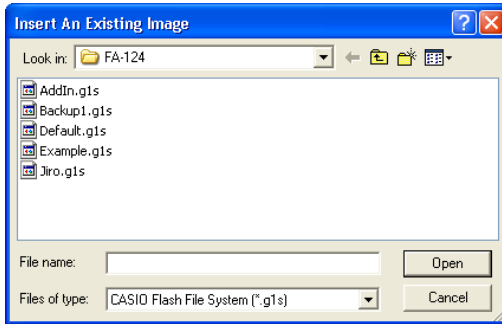 Insert An Existing Image
Look in: FA-124
AddIn.g1s
Backup1.g1s
Default.g1s
Example.g1s
Jiro.g1s
File name: Open
Files of type: CASIO Flash File System (*.g1s) Cancel